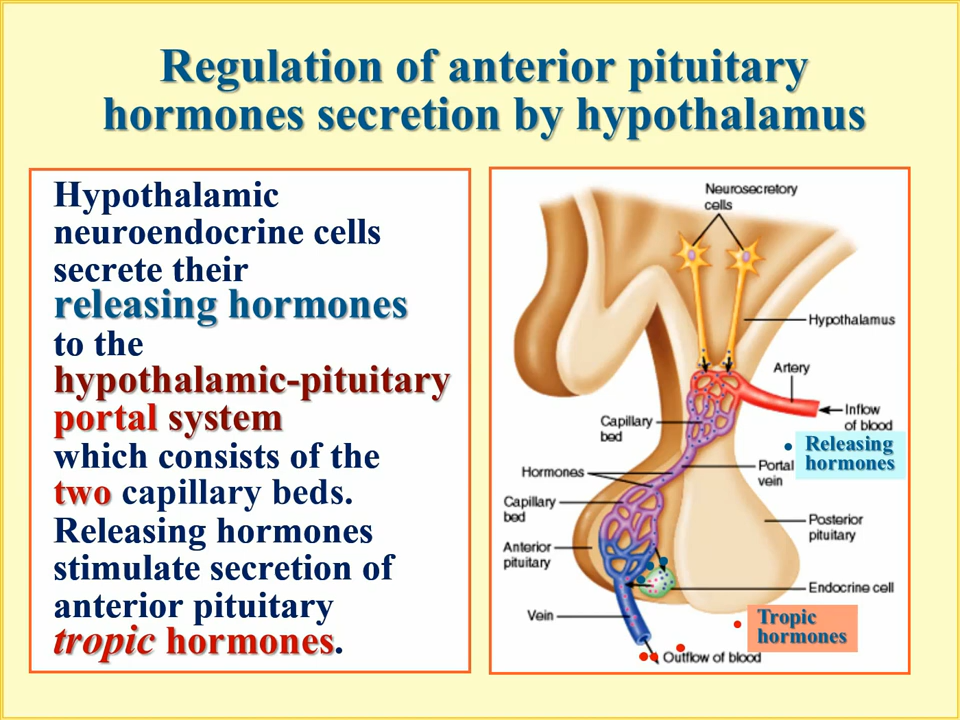 Regulation of anterior pituitary
hormones secretion by hypothalamus
Hypothalamic
neuroendocrine cells
secrete their
releasing hormones
to the
hypothalamic-pituitary
portal system
which consists of the
two capillary beds.
Releasing hormones
stimulate secretion of
anterior pituitary
tropic hormones.
Neurosecretory
cells
Hypothalamus
Artery
Inflow
of blood
Capillary
bed
• Releasing
hormones
Hormones
Portal
vein
Capillary
bed
Posterior
pituitary
Anterior
pituitary
Endocrine cell
Vein
• Tropic
hormones
Outflow of blood